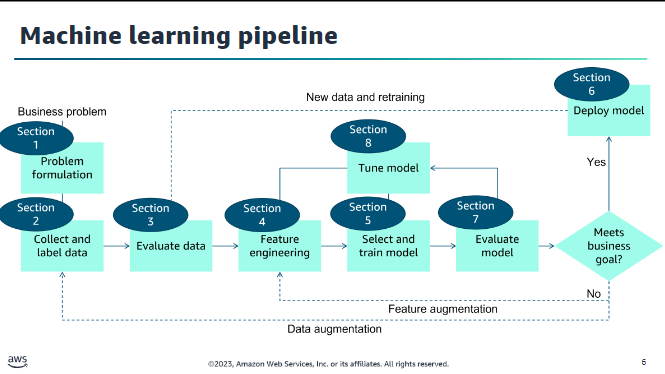 Machine learning pipeline
Business problem
Section
1
Problem
formulation
Section
2
Collect and
label data
Section
3
Evaluate data
New data and retraining
Section
4
Feature
engineering
Section
8
Tune model
Section
5
Select and
train model
Section
7
Evaluate
model
Section
6
Deploy model
Yes
Meets
business
goal?
No
Feature augmentation
Data augmentation
aws
©2023, Amazon Web Services, Inc. or its affiliates. All rights reserved.
6